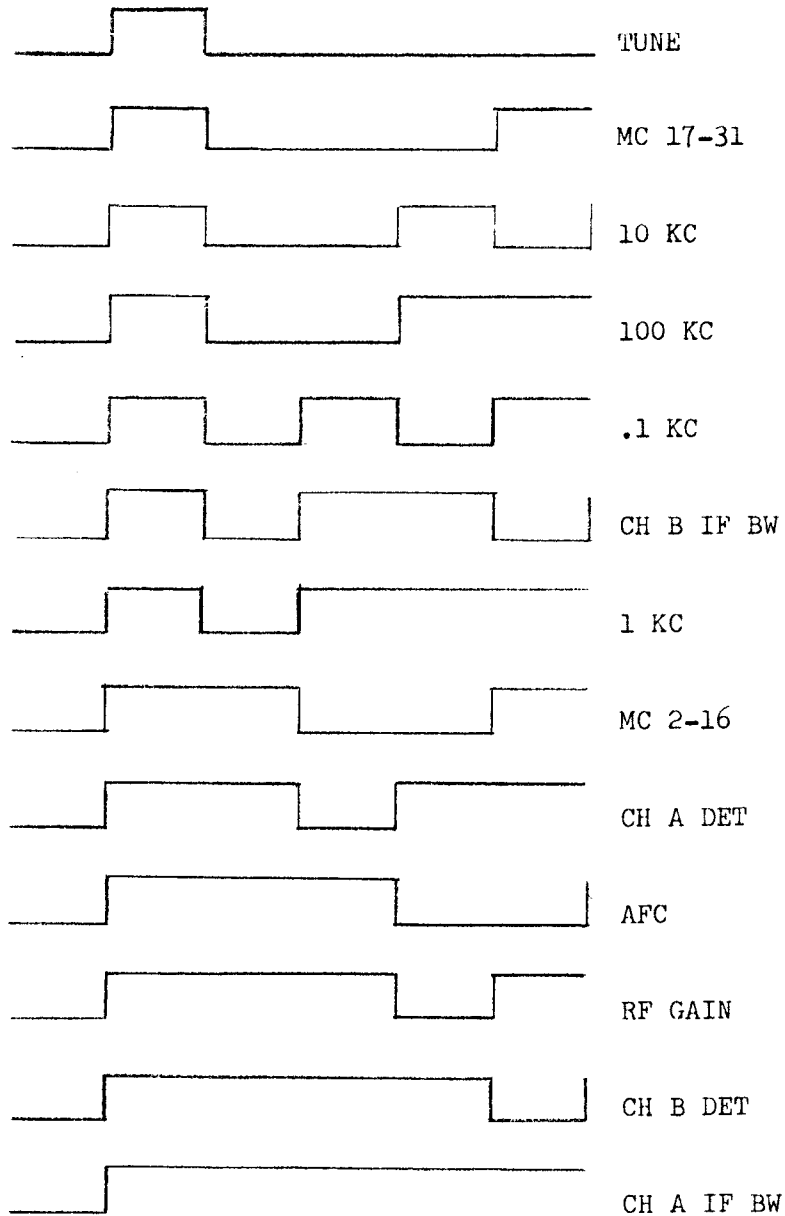 TUNE
MC 17-31
10 KC
100 KC
.1 KC
CH B IF BW
1 KC
MC 2-16
CH A DET
AFC
RF GAIN
CH B DET
CH A IF BW